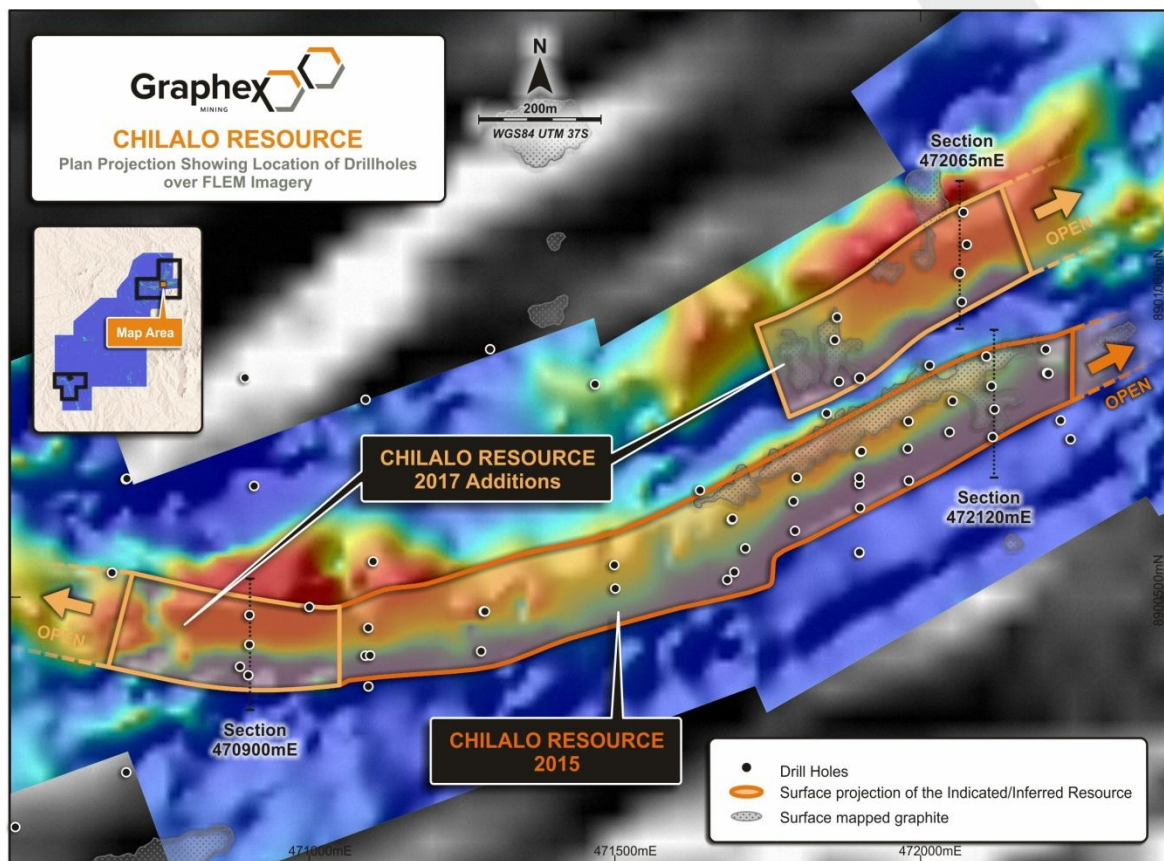 Graphex
MINING
CHILALO RESOURCE
Plan Projection Showing Location of Drillholes
over FLEM Imagery
N
200m
WGS84 UTM 37S
Section
472065mE
OPEN
8901000mN
Map Area
OPEN
CHILALO RESOURCE
2017 Additions
Section
472120mE
8900500mN
OPEN
Section
470900mE
CHILALO RESOURCE
2015
Drill Holes
Surface projection of the Indicated/Inferred Resource
Surface mapped graphite
471000mE
471500mE
472000mE